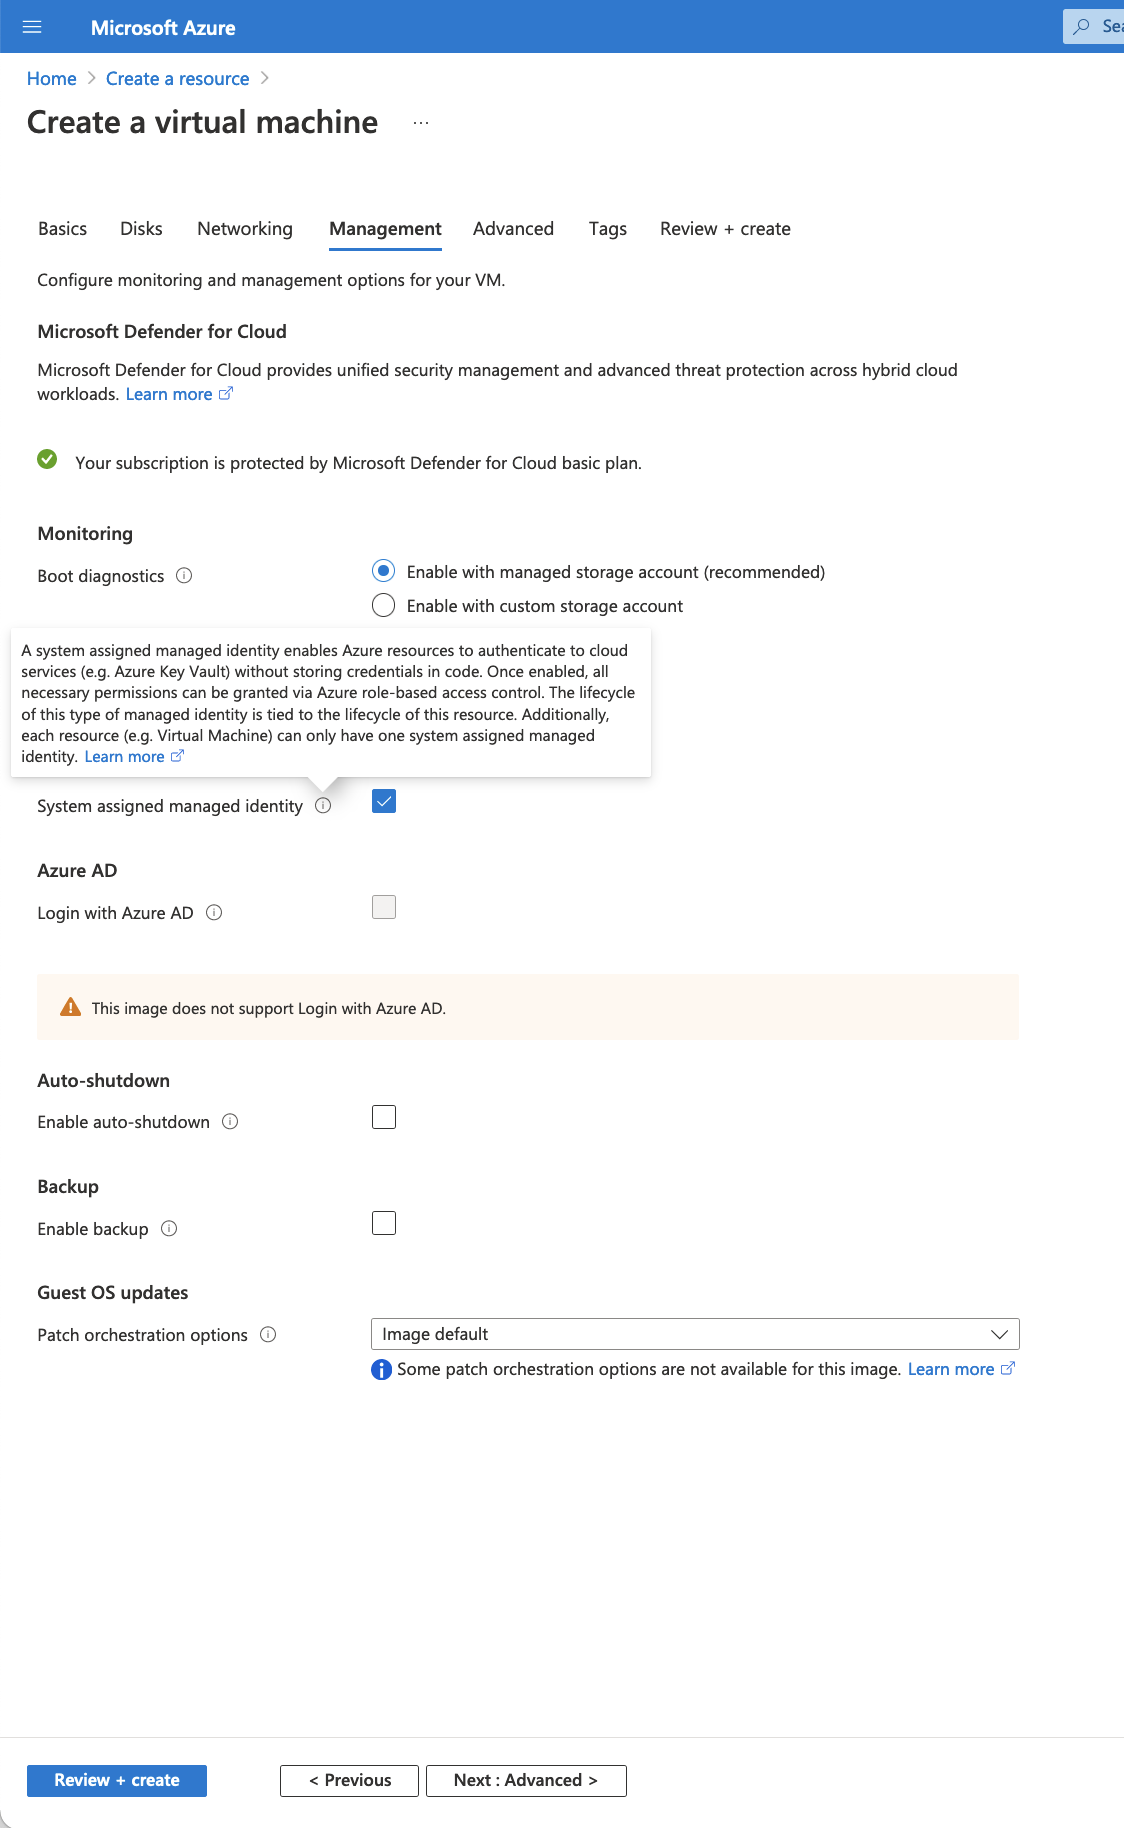 Microsoft Azure
Home > Create a resource >
Create a virtual machine ...
Basics Disks Networking Management Advanced Tags Review + create
Configure monitoring and management options for your VM.
Microsoft Defender for Cloud
Microsoft Defender for Cloud provides unified security management and advanced threat protection across hybrid cloud
workloads. Learn more
Your subscription is protected by Microsoft Defender for Cloud basic plan.
Monitoring
Boot diagnostics
Enable with managed storage account (recommended)
Enable with custom storage account
A system assigned managed identity enables Azure resources to authenticate to cloud
services (e.g. Azure Key Vault) without storing credentials in code. Once enabled, all
necessary permissions can be granted via Azure role-based access control. The lifecycle
of this type of managed identity is tied to the lifecycle of this resource. Additionally,
each resource (e.g. Virtual Machine) can only have one system assigned managed
identity. Learn more
System assigned managed identity
Azure AD
Login with Azure AD
This image does not support Login with Azure AD.
Auto-shutdown
Enable auto-shutdown
Backup
Enable backup
Guest OS updates
Patch orchestration options
Image default
Some patch orchestration options are not available for this image. Learn more
Review + create
< Previous
Next : Advanced >